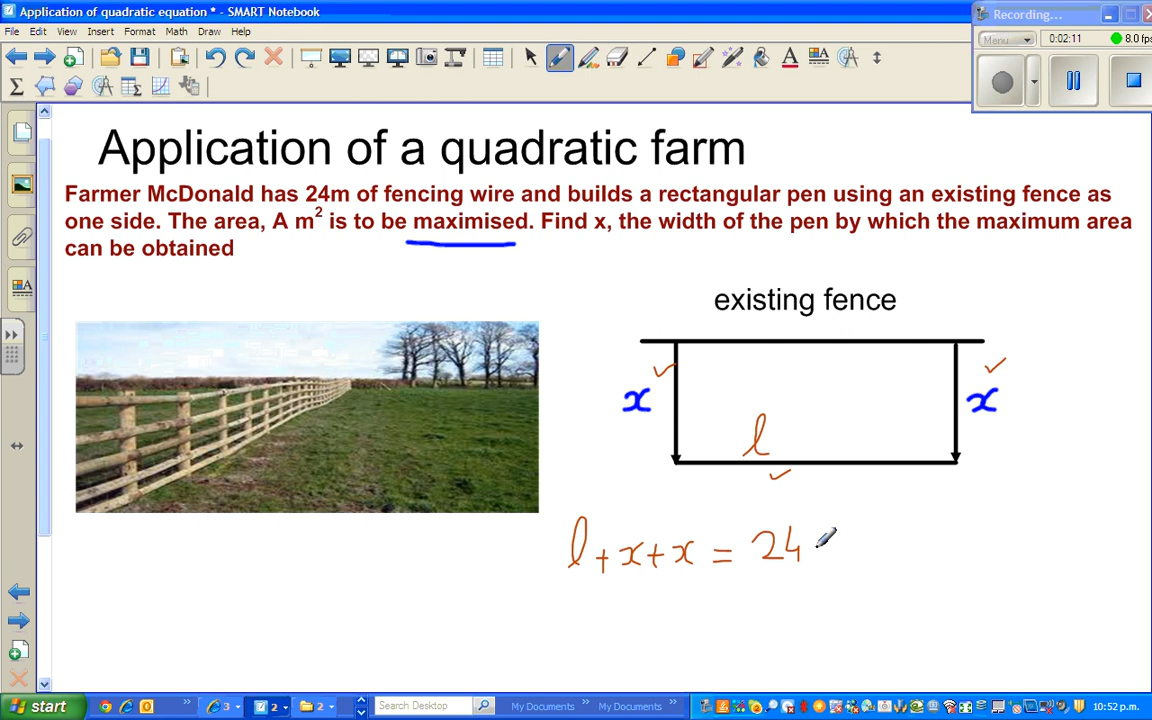 Application of quadratic equation * - SMART Notebook
Recording...
File Edit View Insert Format Math Draw Help
Menu 0:02:11 8.0 fps
Application of a quadratic farm
Farmer McDonald has 24m of fencing wire and builds a rectangular pen using an existing fence as
one side. The area, A m² is to be maximised. Find x, the width of the pen by which the maximum area
can be obtained
existing fence
x x
l
l + x + x = 24
start 3 2 2 Search Desktop My Documents My Documents 10:52 p.m.